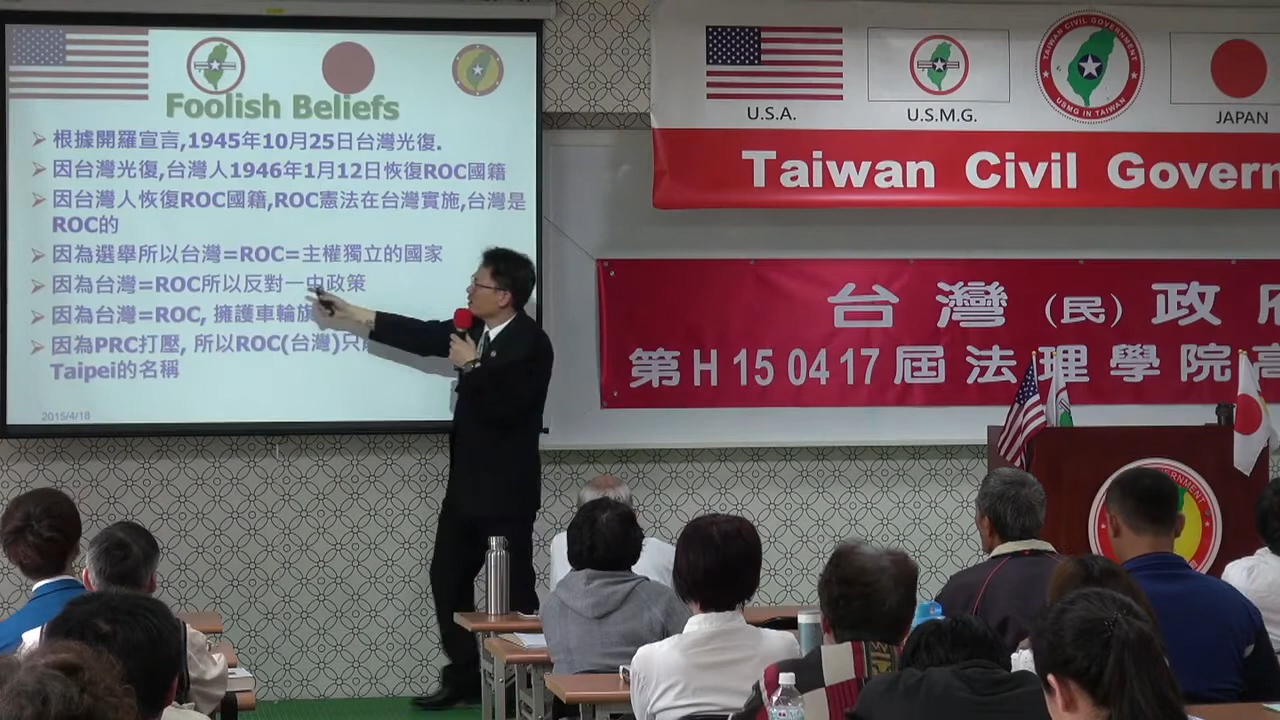 Foolish Beliefs
根據開羅宣言,1945年10月25日台灣光復.
因台灣光復,台灣人1946年1月12日恢復ROC國籍
因台灣人恢復ROC國籍,ROC憲法在台灣實施,台灣是
ROC的
因為選舉所以台灣=ROC=主權獨立的國家
因為台灣=ROC所以反對一中政策
因為台灣=ROC, 擁護車輪旗
因為PRC打壓, 所以ROC(台灣)只
Taipei的名稱
2015/4/18
U.S.A.
U.S.M.G.
TAIWAN CIVIL GOVERNMENT
USMG IN TAIWAN
JAPAN
Taiwan Civil Govern
台灣(民)政府
第H 15 04 17屆法理學院高